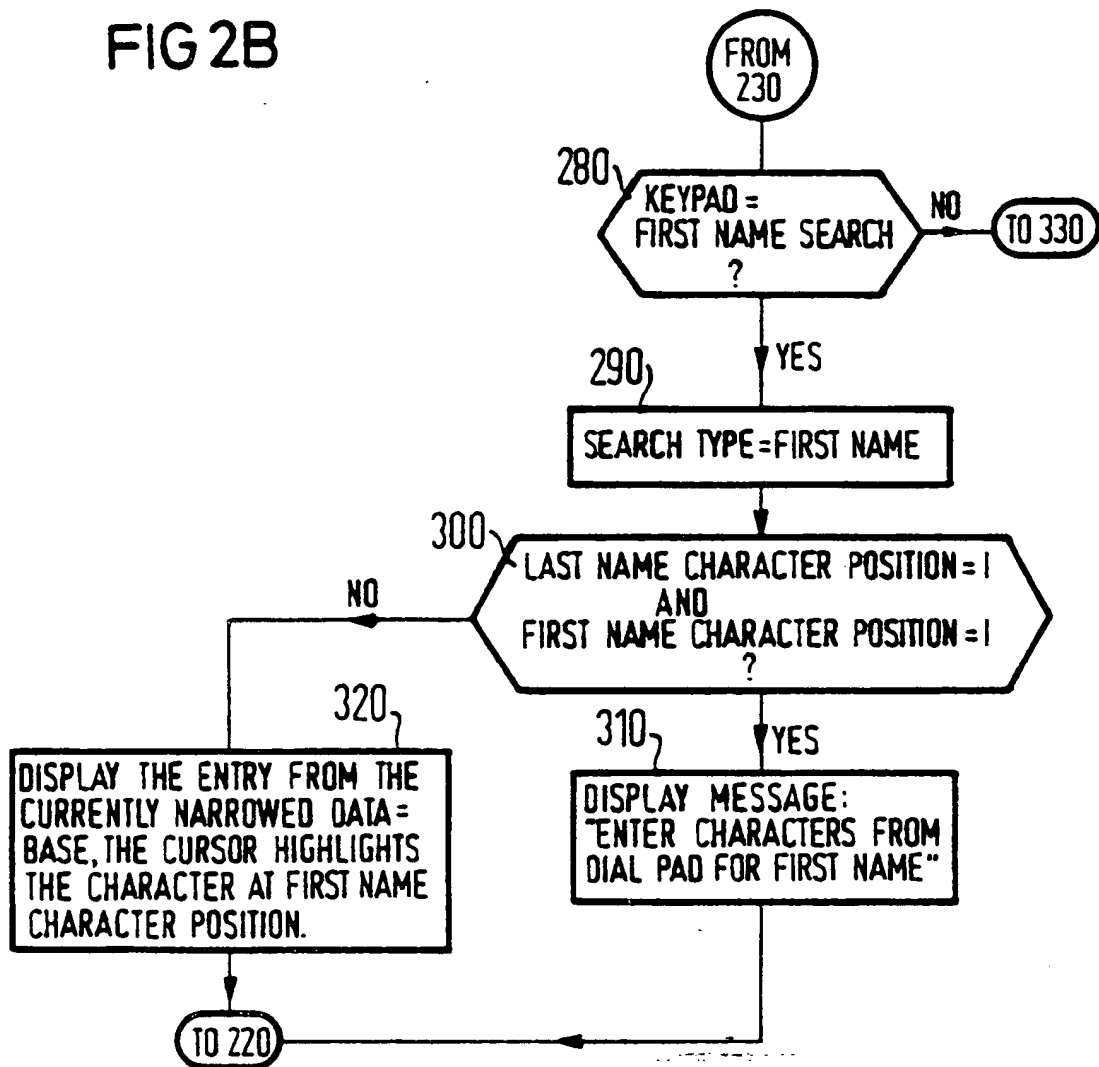 FIG 2B
FROM
230
280
KEYPAD =
FIRST NAME SEARCH
?
NO
TO 330
YES
290
SEARCH TYPE=FIRST NAME
300
LAST NAME CHARACTER POSITION=1
AND
FIRST NAME CHARACTER POSITION=1
?
NO
YES
320
DISPLAY THE ENTRY FROM THE
CURRENTLY NARROWED DATA=
BASE, THE CURSOR HIGHLIGHTS
THE CHARACTER AT FIRST NAME
CHARACTER POSITION.
310
DISPLAY MESSAGE:
"ENTER CHARACTERS FROM
DIAL PAD FOR FIRST NAME"
TO 220